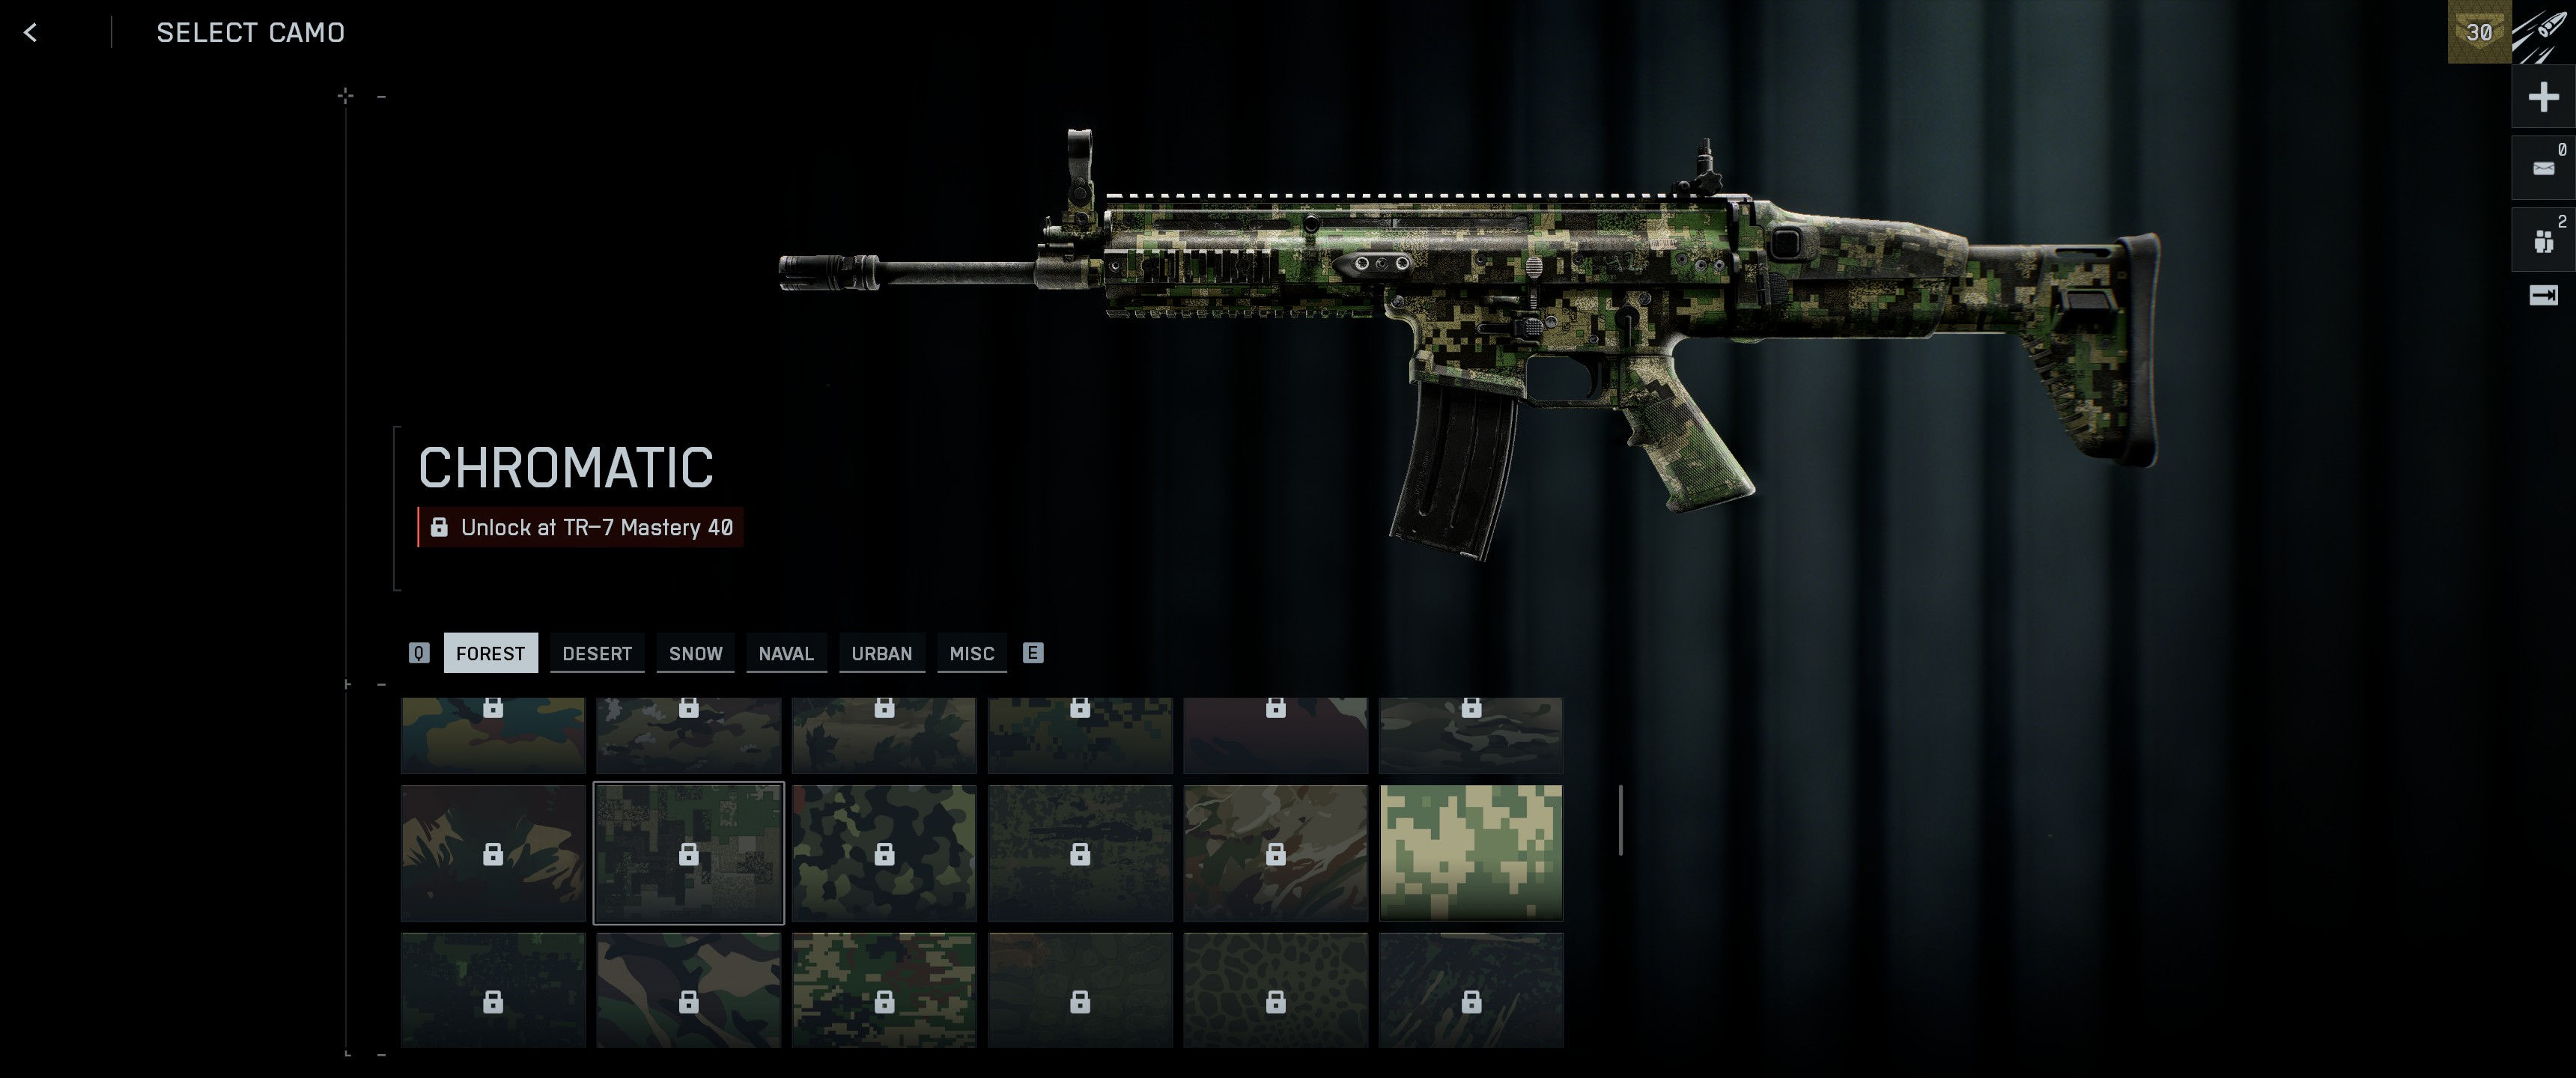 SELECT CAMO
30
0
2
CHROMATIC
Unlock at TR-7 Mastery 40
Q FOREST DESERT SNOW NAVAL URBAN MISC E